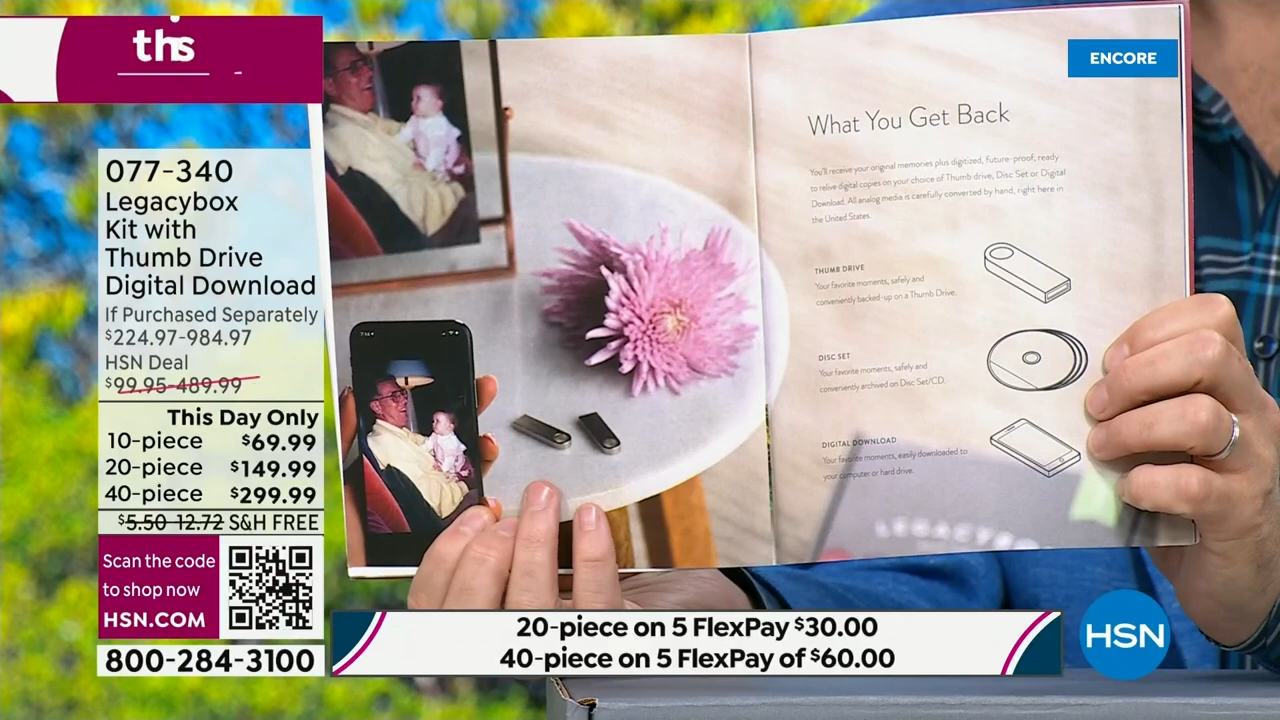 ths
077-340
Legacybox
Kit with
Thumb Drive
Digital Download
If Purchased Separately
$224.97-984.97
HSN Deal
$99.95-489.99
This Day Only
10-piece $69.99
20-piece $149.99
40-piece $299.99
$5.50-12.72 S&H FREE
Scan the code
to shop now
HSN.COM
800-284-3100
ENCORE
What You Get Back
You'll receive your original memories plus digitized, future-proof, ready
to relive digital copies on your choice of Thumb drive, Disc Set or Digital
Download. All analog media is carefully converted by hand, right here in
the United States.
THUMB DRIVE
Your favorite moments, safely and
conveniently backed-up on a Thumb Drive.
DISC SET
Your favorite moments, safely and
conveniently archived on Disc Set/CD.
DIGITAL DOWNLOAD
Your favorite moments, easily downloaded to
your computer or hard drive.
20-piece on 5 FlexPay $30.00
40-piece on 5 FlexPay of $60.00
HSN